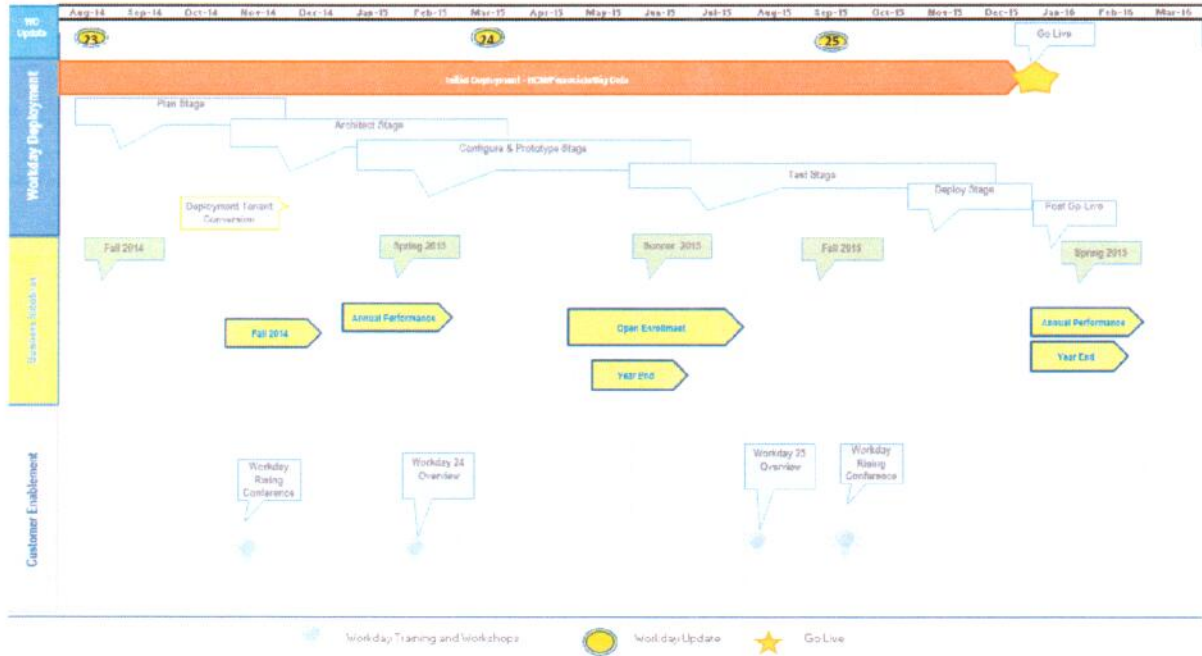 WD
Update
Aug-14 Sep-14 Oct-14 Nov-14 Dec-14 Jan-15 Feb-15 Mar-15 Apr-15 May-15 Jun-15 Jul-15 Aug-15 Sep-15 Oct-15 Nov-15 Dec-15 Jan-16 Feb-16 Mar-16
23
24
25
Go Live
Workday Deployment
Initial Deployment - Data
Plan Stage
Architect Stage
Configure & Prototype Stage
Test Stage
Deploy Stage
Post Go Live
Deployment Tenant
Conversion
Fall 2014
Spring 2015
Summer 2015
Fall 2015
Spring 2015
Fall 2014
Annual Performance
Open Enrollment
Year End
Annual Performance
Year End
Customer Enablement
Workday
Rising
Conference
Workday 24
Overview
Workday 25
Overview
Workday
Rising
Conference
Workday Training and Workshops
Workday Update
Go Live